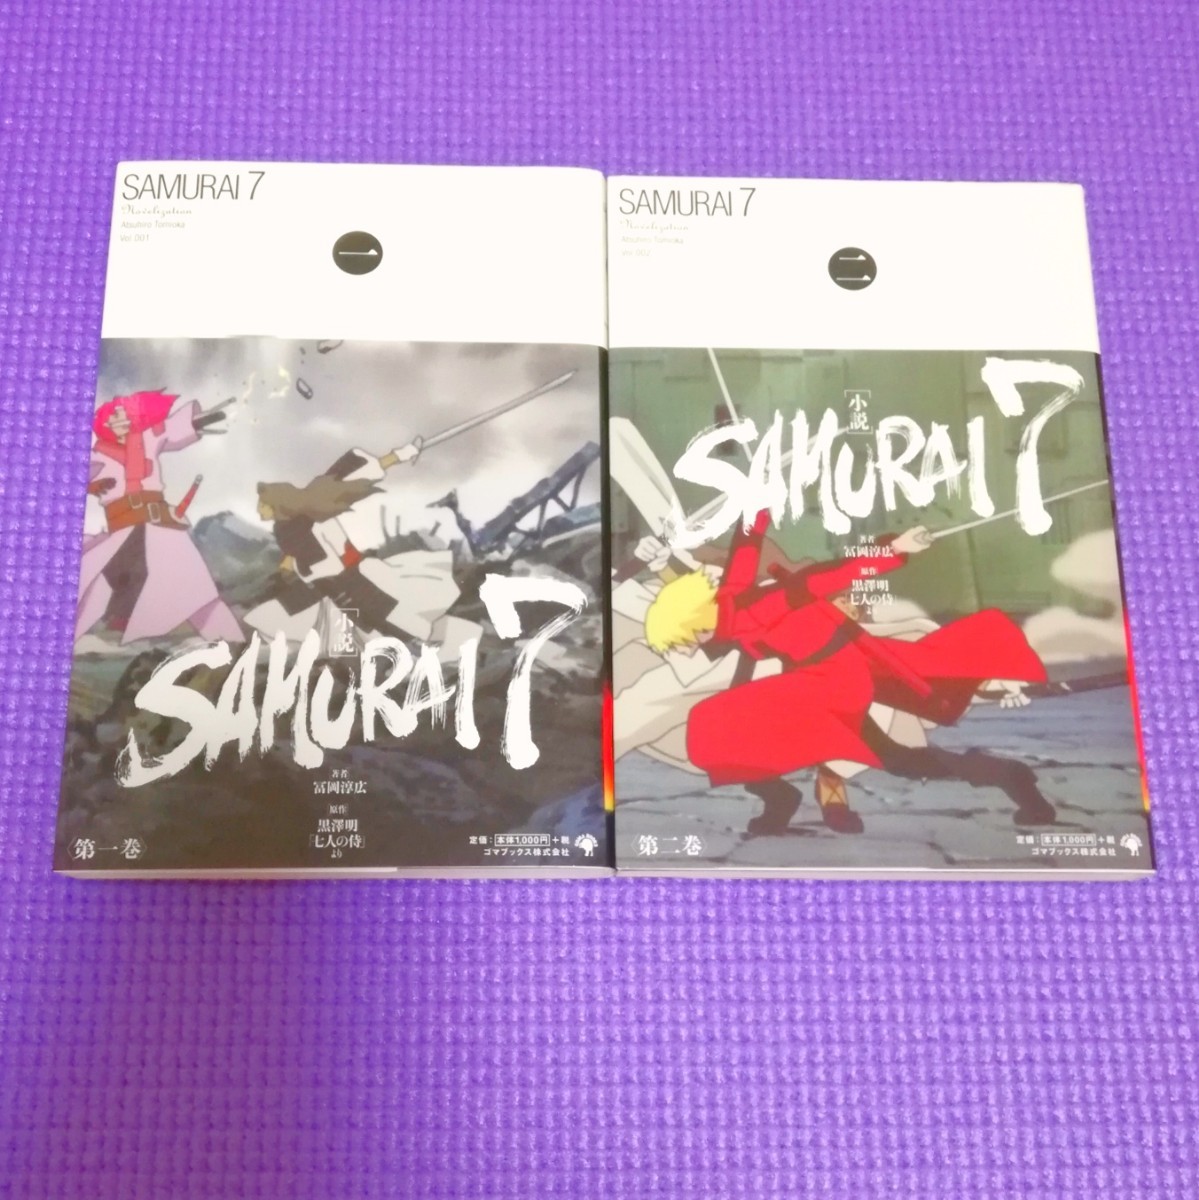 SAMURAI 7
Novelization
Atsuhiro Tomioka
Vol.001
一
[小説]
SAMURAI 7
著者
冨岡淳広
原作
黒澤明
「七人の侍」
より
〈第一巻〉
定価：本体1,000円+税
ゴマブックス株式会社
SAMURAI 7
Novelization
Atsuhiro Tomioka
Vol.002
二
[小説]
SAMURAI 7
著者
冨岡淳広
原作
黒澤明
「七人の侍」
より
〈第二巻〉
定価：本体1,000円+税
ゴマブックス株式会社